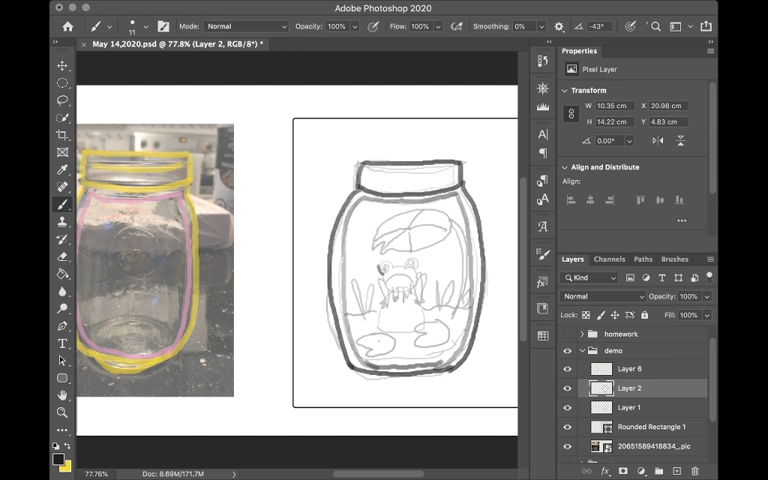 Adobe Photoshop 2020
11
Mode: Normal
Opacity: 100%
Flow: 100%
Smoothing: 0%
-43°
May 14,2020.psd @ 77.8% (Layer 2, RGB/8*) *
Properties
Pixel Layer
Transform
W 10.35 cm X 20.98 cm
H 14.22 cm Y 4.83 cm
0.00°
Align and Distribute
Align:
Layers Channels Paths Brushes
Kind
Normal Opacity: 100%
Lock: Fill: 100%
homework
demo
Layer 6
Layer 2
Layer 1
Rounded Rectangle 1
20651589418834_.pic
77.76% Doc: 8.69M/171.7M